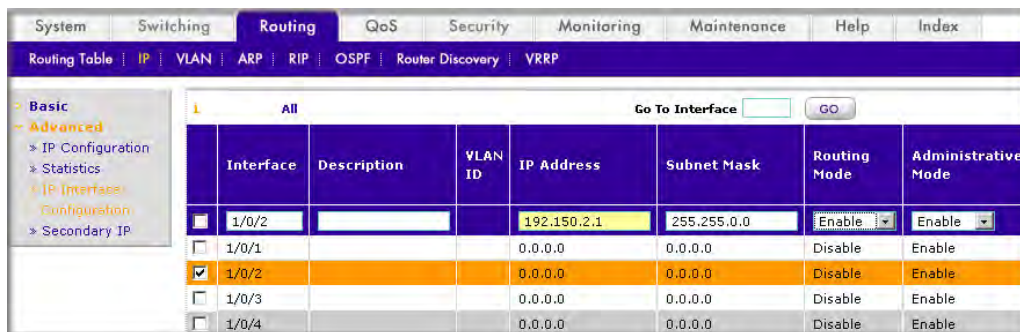 System Switching Routing QoS Security Monitoring Maintenance Help Index
Routing Table IP VLAN ARP RIP OSPF Router Discovery VRRP
Basic
Advanced
» IP Configuration
» Statistics
» IP Interface
Configuration
» Secondary IP
1 All Go To Interface GO
Interface Description VLAN ID IP Address Subnet Mask Routing Mode Administrative Mode
1/0/2 192.150.2.1 255.255.0.0 Enable Enable
1/0/1 0.0.0.0 0.0.0.0 Disable Enable
1/0/2 0.0.0.0 0.0.0.0 Disable Enable
1/0/3 0.0.0.0 0.0.0.0 Disable Enable
1/0/4 0.0.0.0 0.0.0.0 Disable Enable